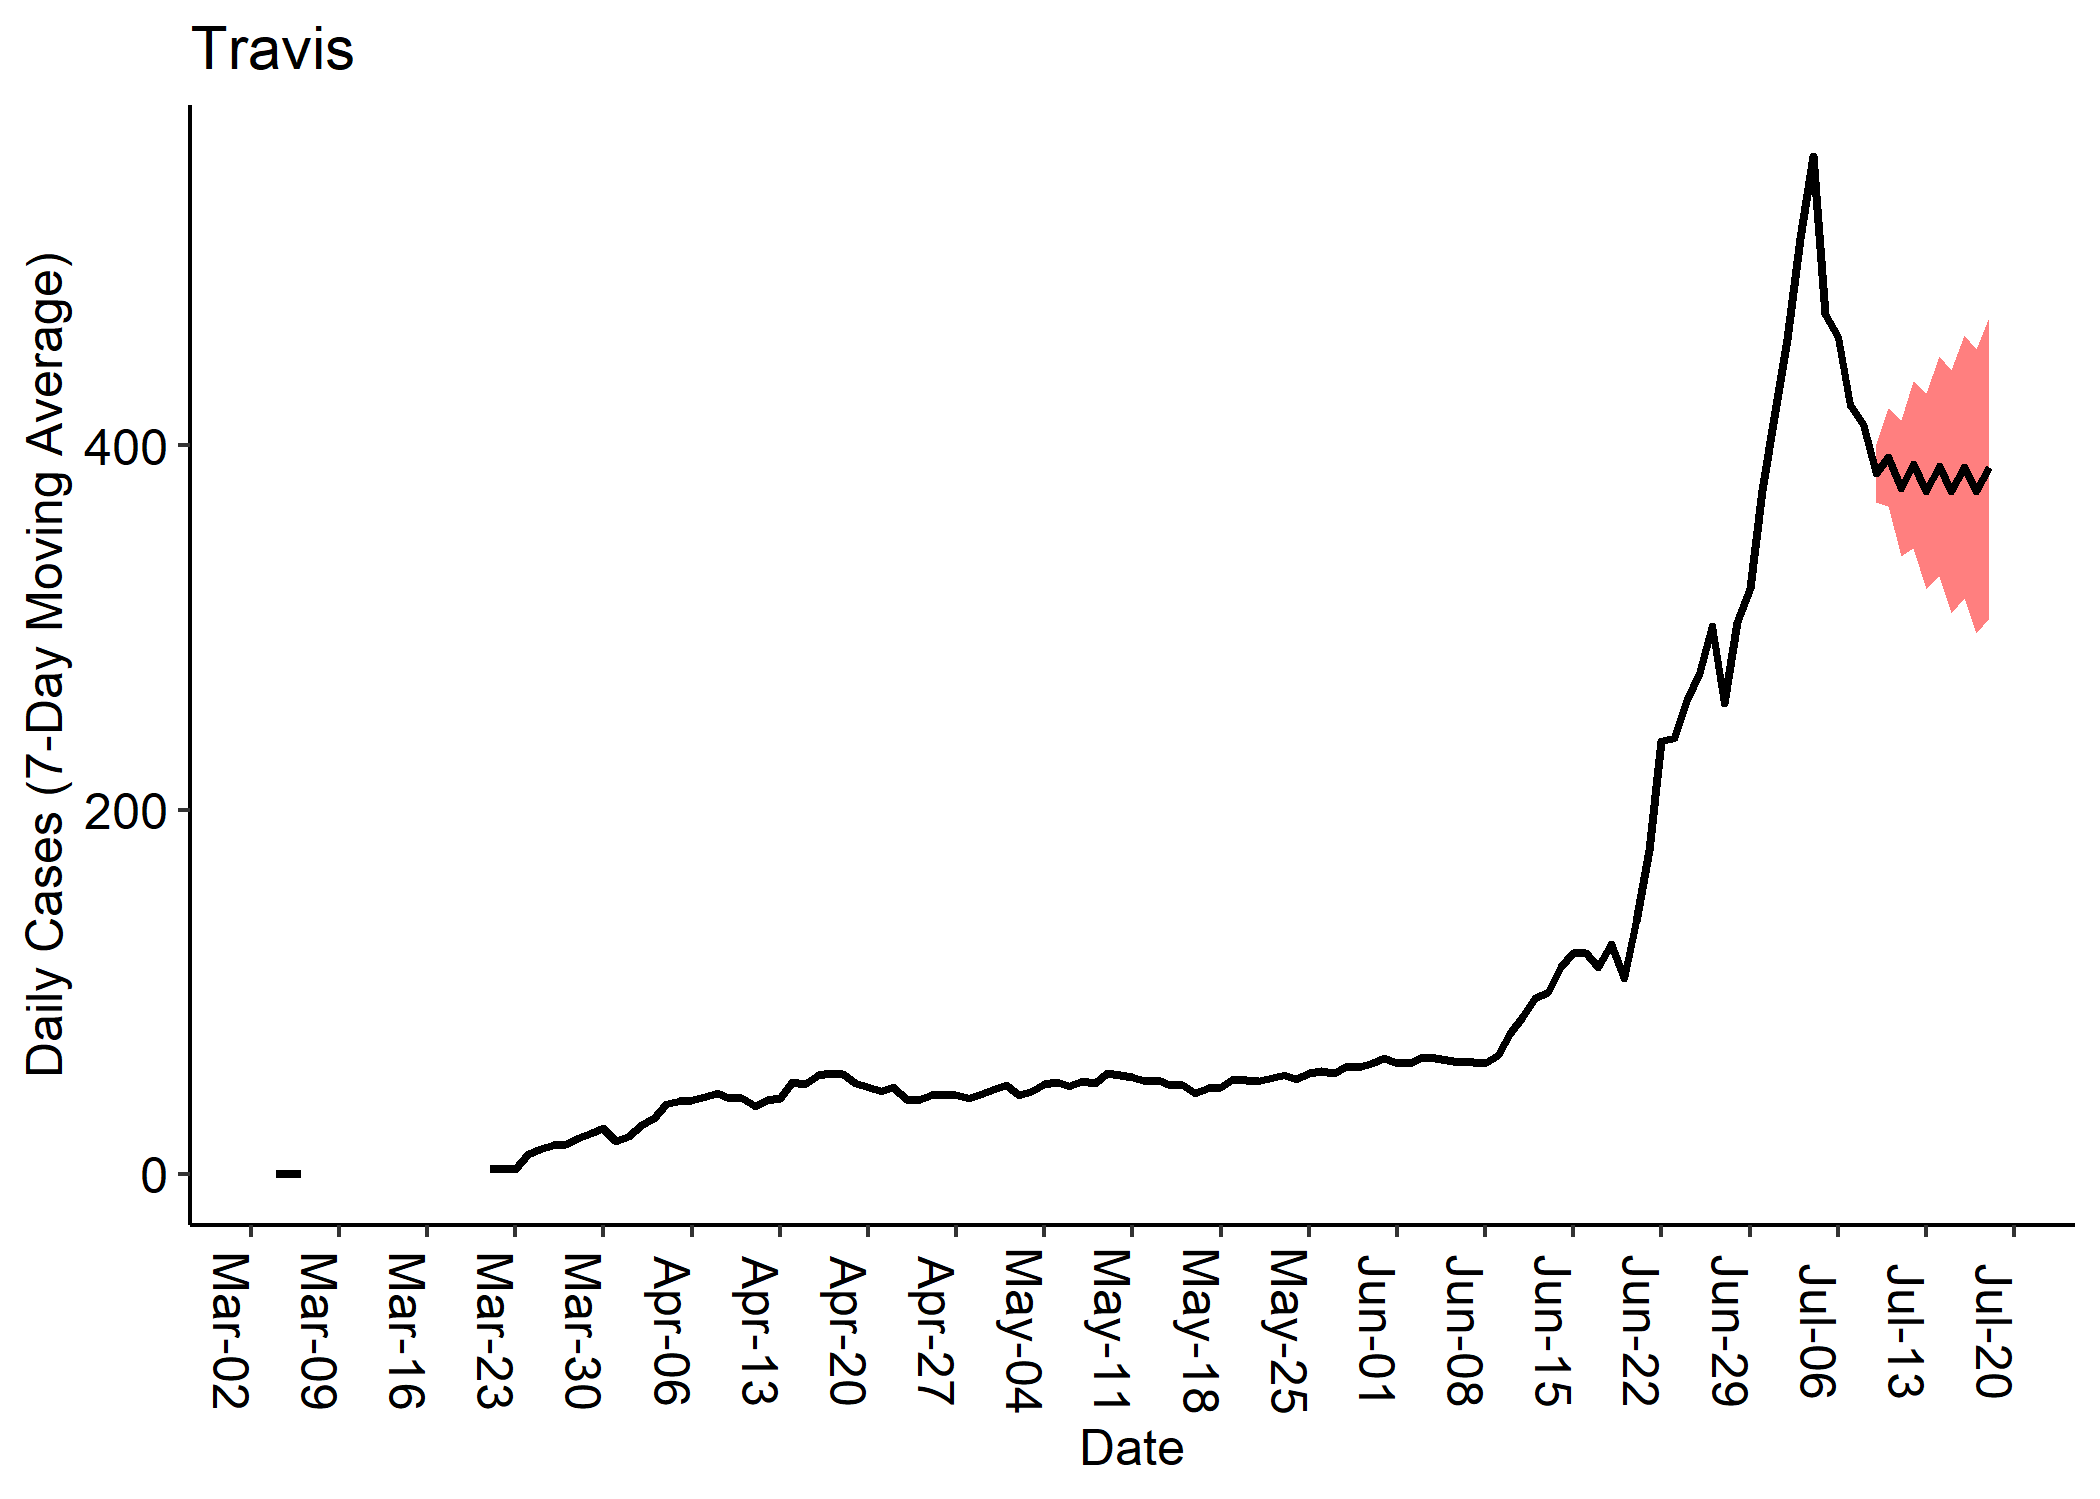 Travis
Daily Cases (7-Day Moving Average)
400
200
0
Mar-02
Mar-09
Mar-16
Mar-23
Mar-30
Apr-06
Apr-13
Apr-20
Apr-27
May-04
May-11
May-18
May-25
Jun-01
Jun-08
Jun-15
Jun-22
Jun-29
Jul-06
Jul-13
Jul-20
Date